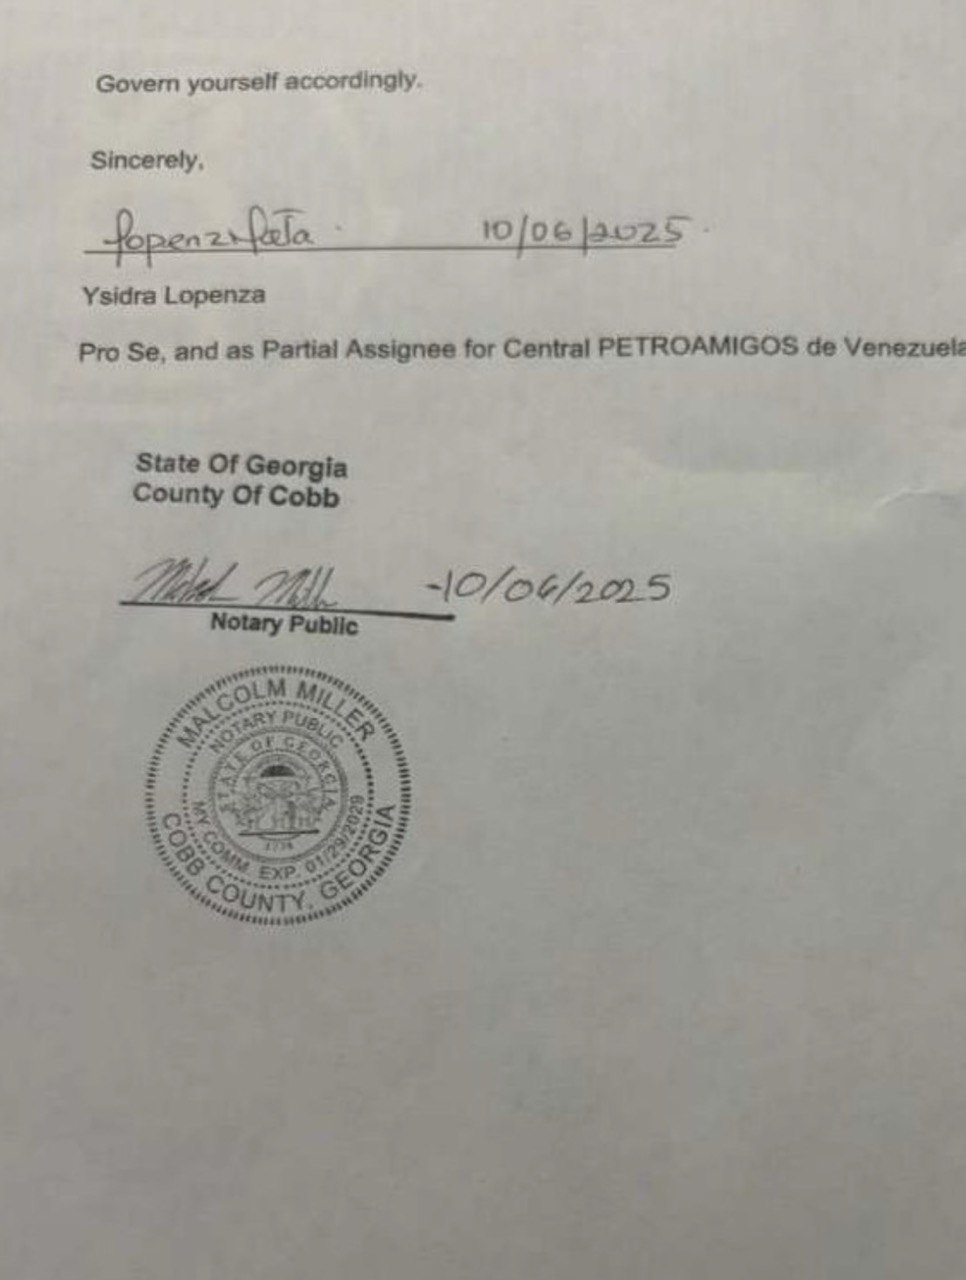 Govern yourself accordingly.
Sincerely,
10/06/2025
Ysidra Lopenza
Pro Se, and as Partial Assignee for Central PETROAMIGOS de Venezuela
State Of Georgia
County Of Cobb
-10/06/2025
Notary Public
MALCOLM MILLER
NOTARY PUBLIC
STATE OF GEORGIA
1776
MY COMM. EXP. 01/29/2029
COBB COUNTY, GEORGIA